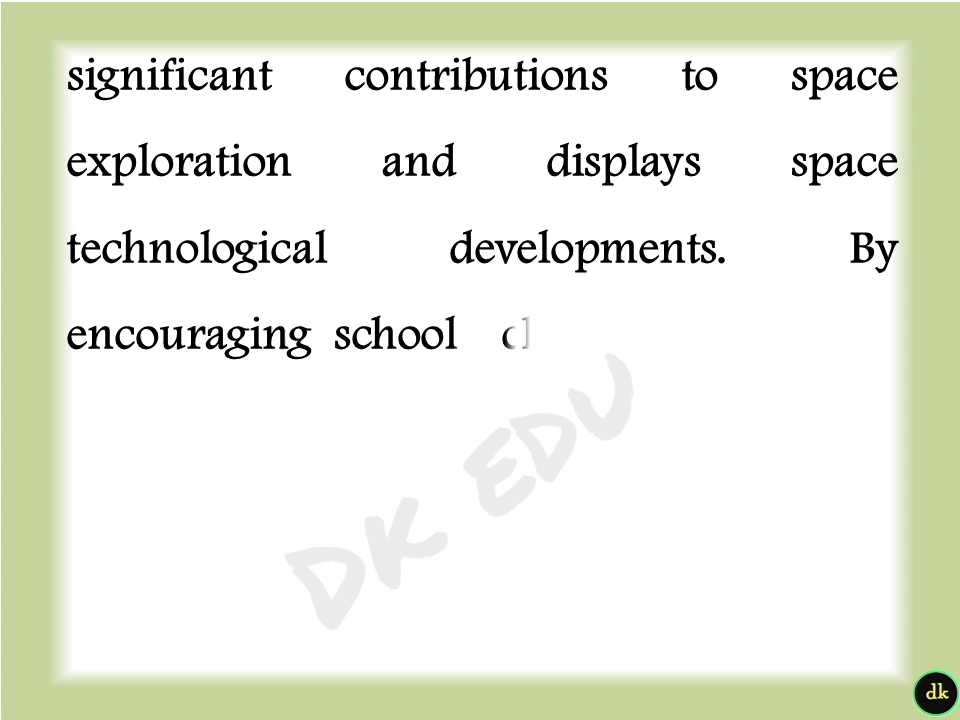 significant contributions to space
exploration and displays space
technological developments. By
encouraging school
DK EDU
dk